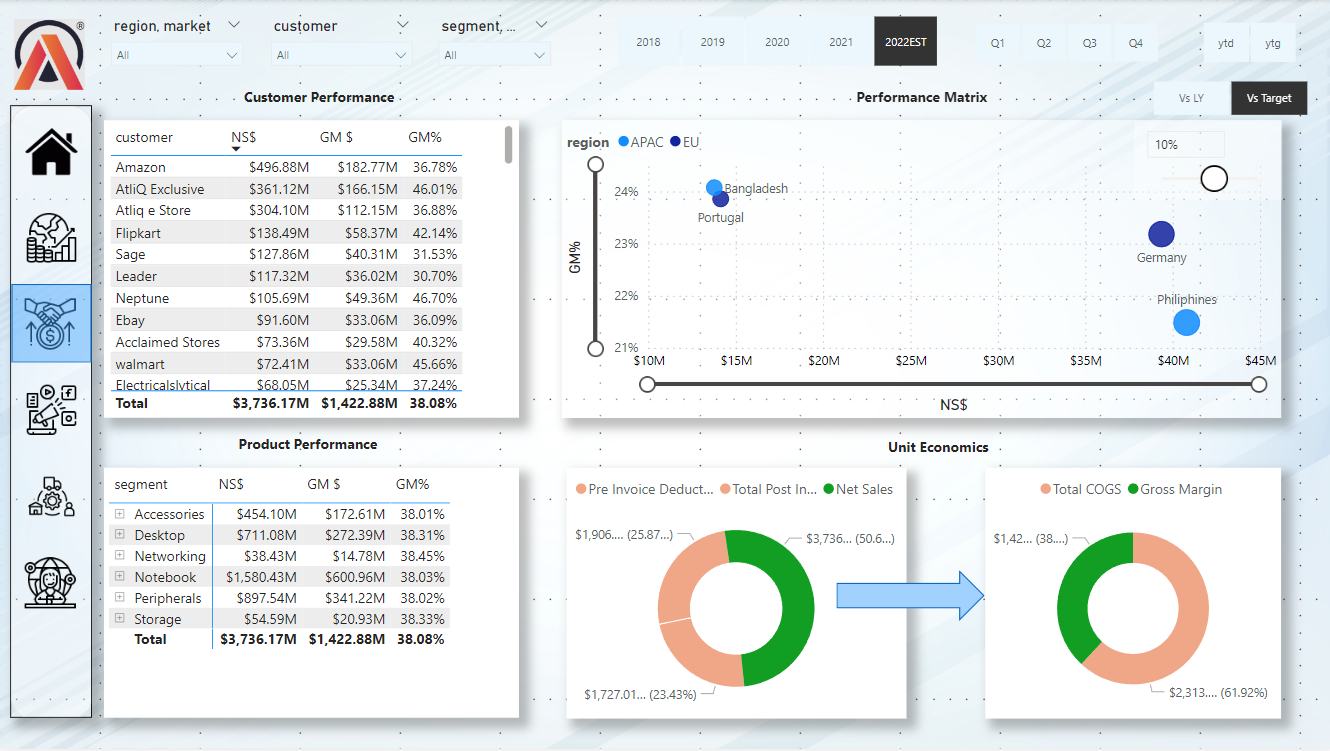 region, market customer segment, ...
All All All
2018 2019 2020 2021 2022EST Q1 Q2 Q3 Q4 ytd ytg
Vs LY Vs Target
Customer Performance
customer NS$ GM $ GM%
Amazon $496.88M $182.77M 36.78%
AtliQ Exclusive $361.12M $166.15M 46.01%
Atliq e Store $304.10M $112.15M 36.88%
Flipkart $138.49M $58.37M 42.14%
Sage $127.86M $40.31M 31.53%
Leader $117.32M $36.02M 30.70%
Neptune $105.69M $49.36M 46.70%
Ebay $91.60M $33.06M 36.09%
Acclaimed Stores $73.36M $29.58M 40.32%
walmart $72.41M $33.06M 45.66%
Electricalslytical $68.05M $25.34M 37.24%
Total $3,736.17M $1,422.88M 38.08%
Performance Matrix
region APAC EU
10%
GM%
24%
23%
22%
21%
Bangladesh
Portugal
Germany
Philiphines
$10M $15M $20M $25M $30M $35M $40M $45M
NS$
Product Performance
segment NS$ GM $ GM%
Accessories $454.10M $172.61M 38.01%
Desktop $711.08M $272.39M 38.31%
Networking $38.43M $14.78M 38.45%
Notebook $1,580.43M $600.96M 38.03%
Peripherals $897.54M $341.22M 38.02%
Storage $54.59M $20.93M 38.33%
Total $3,736.17M $1,422.88M 38.08%
Unit Economics
Pre Invoice Deduct... Total Post In... Net Sales
$1,906.... (25.87...) $3,736... (50.6...)
$1,727.01... (23.43%)
Total COGS Gross Margin
$1,42... (38....)
$2,313.... (61.92%)